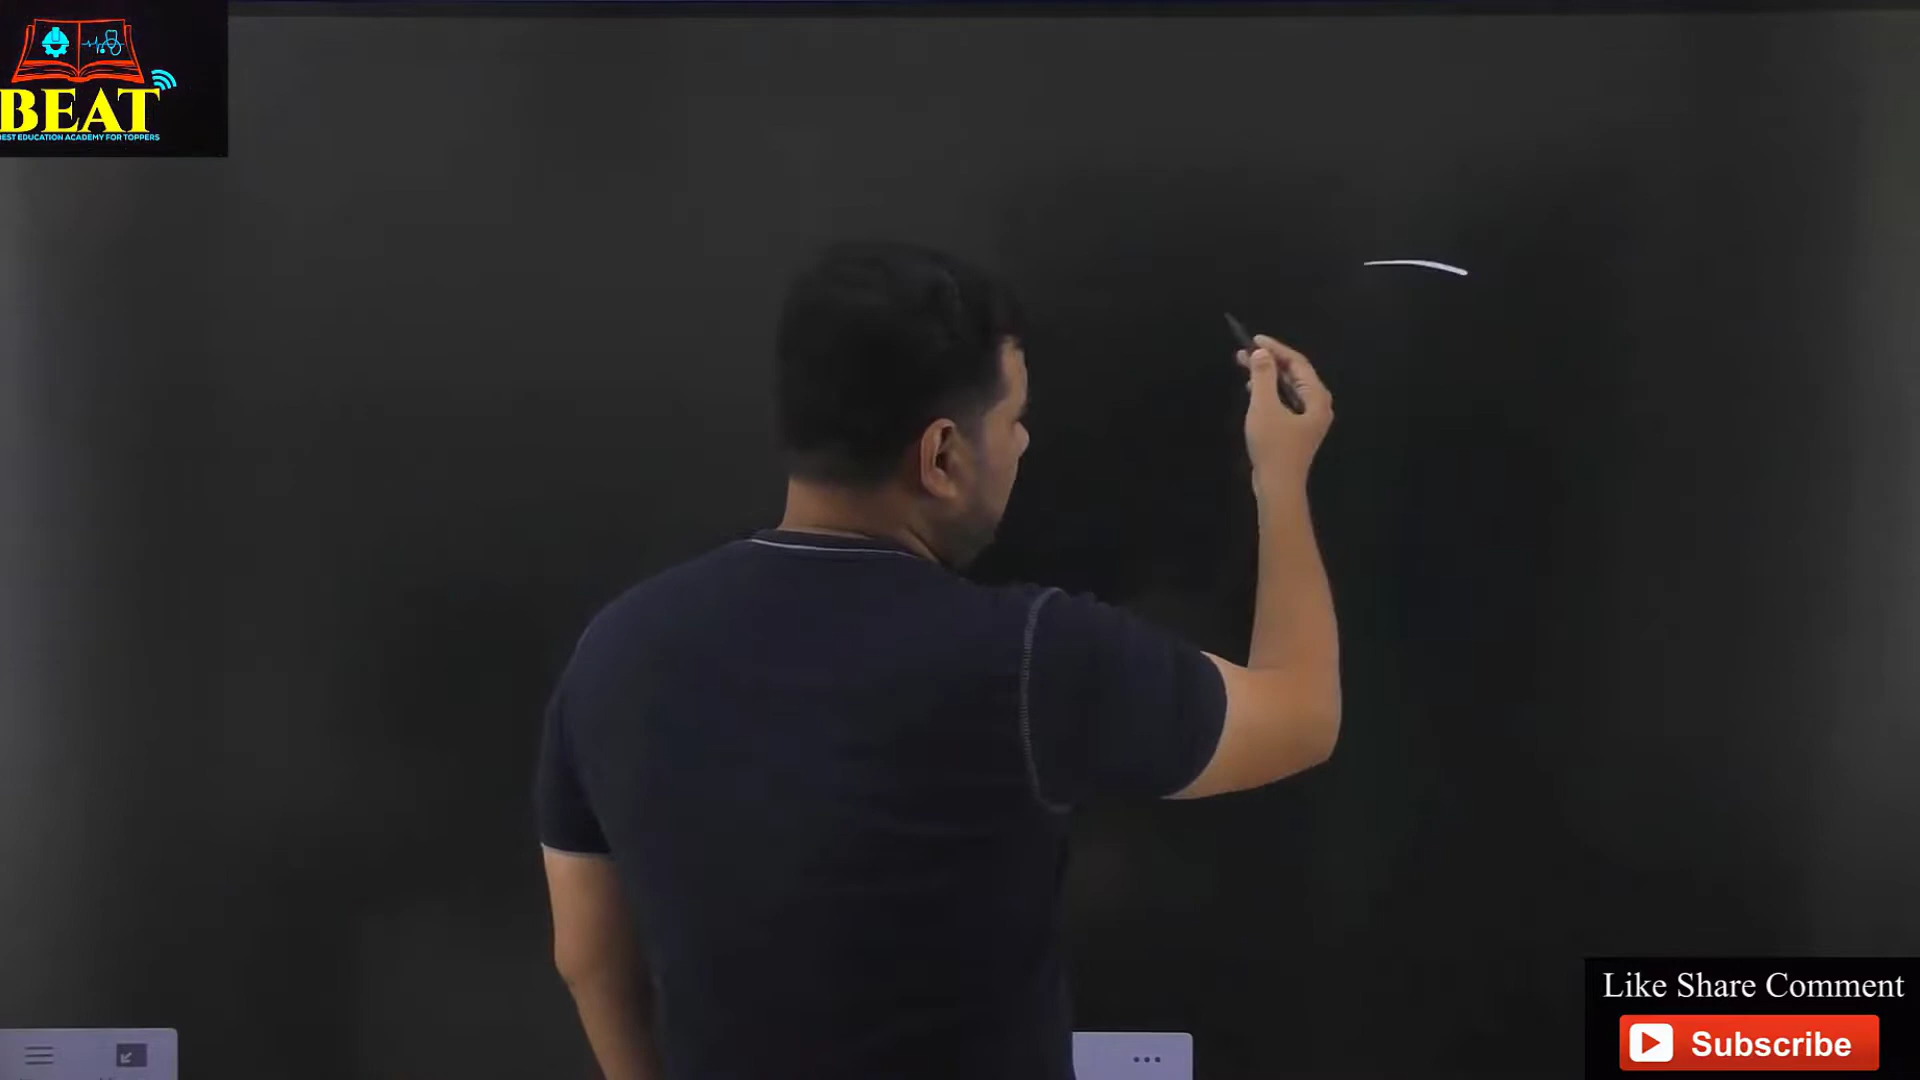 BEAT
BEST EDUCATION ACADEMY FOR TOPPERS
Like Share Comment
Subscribe